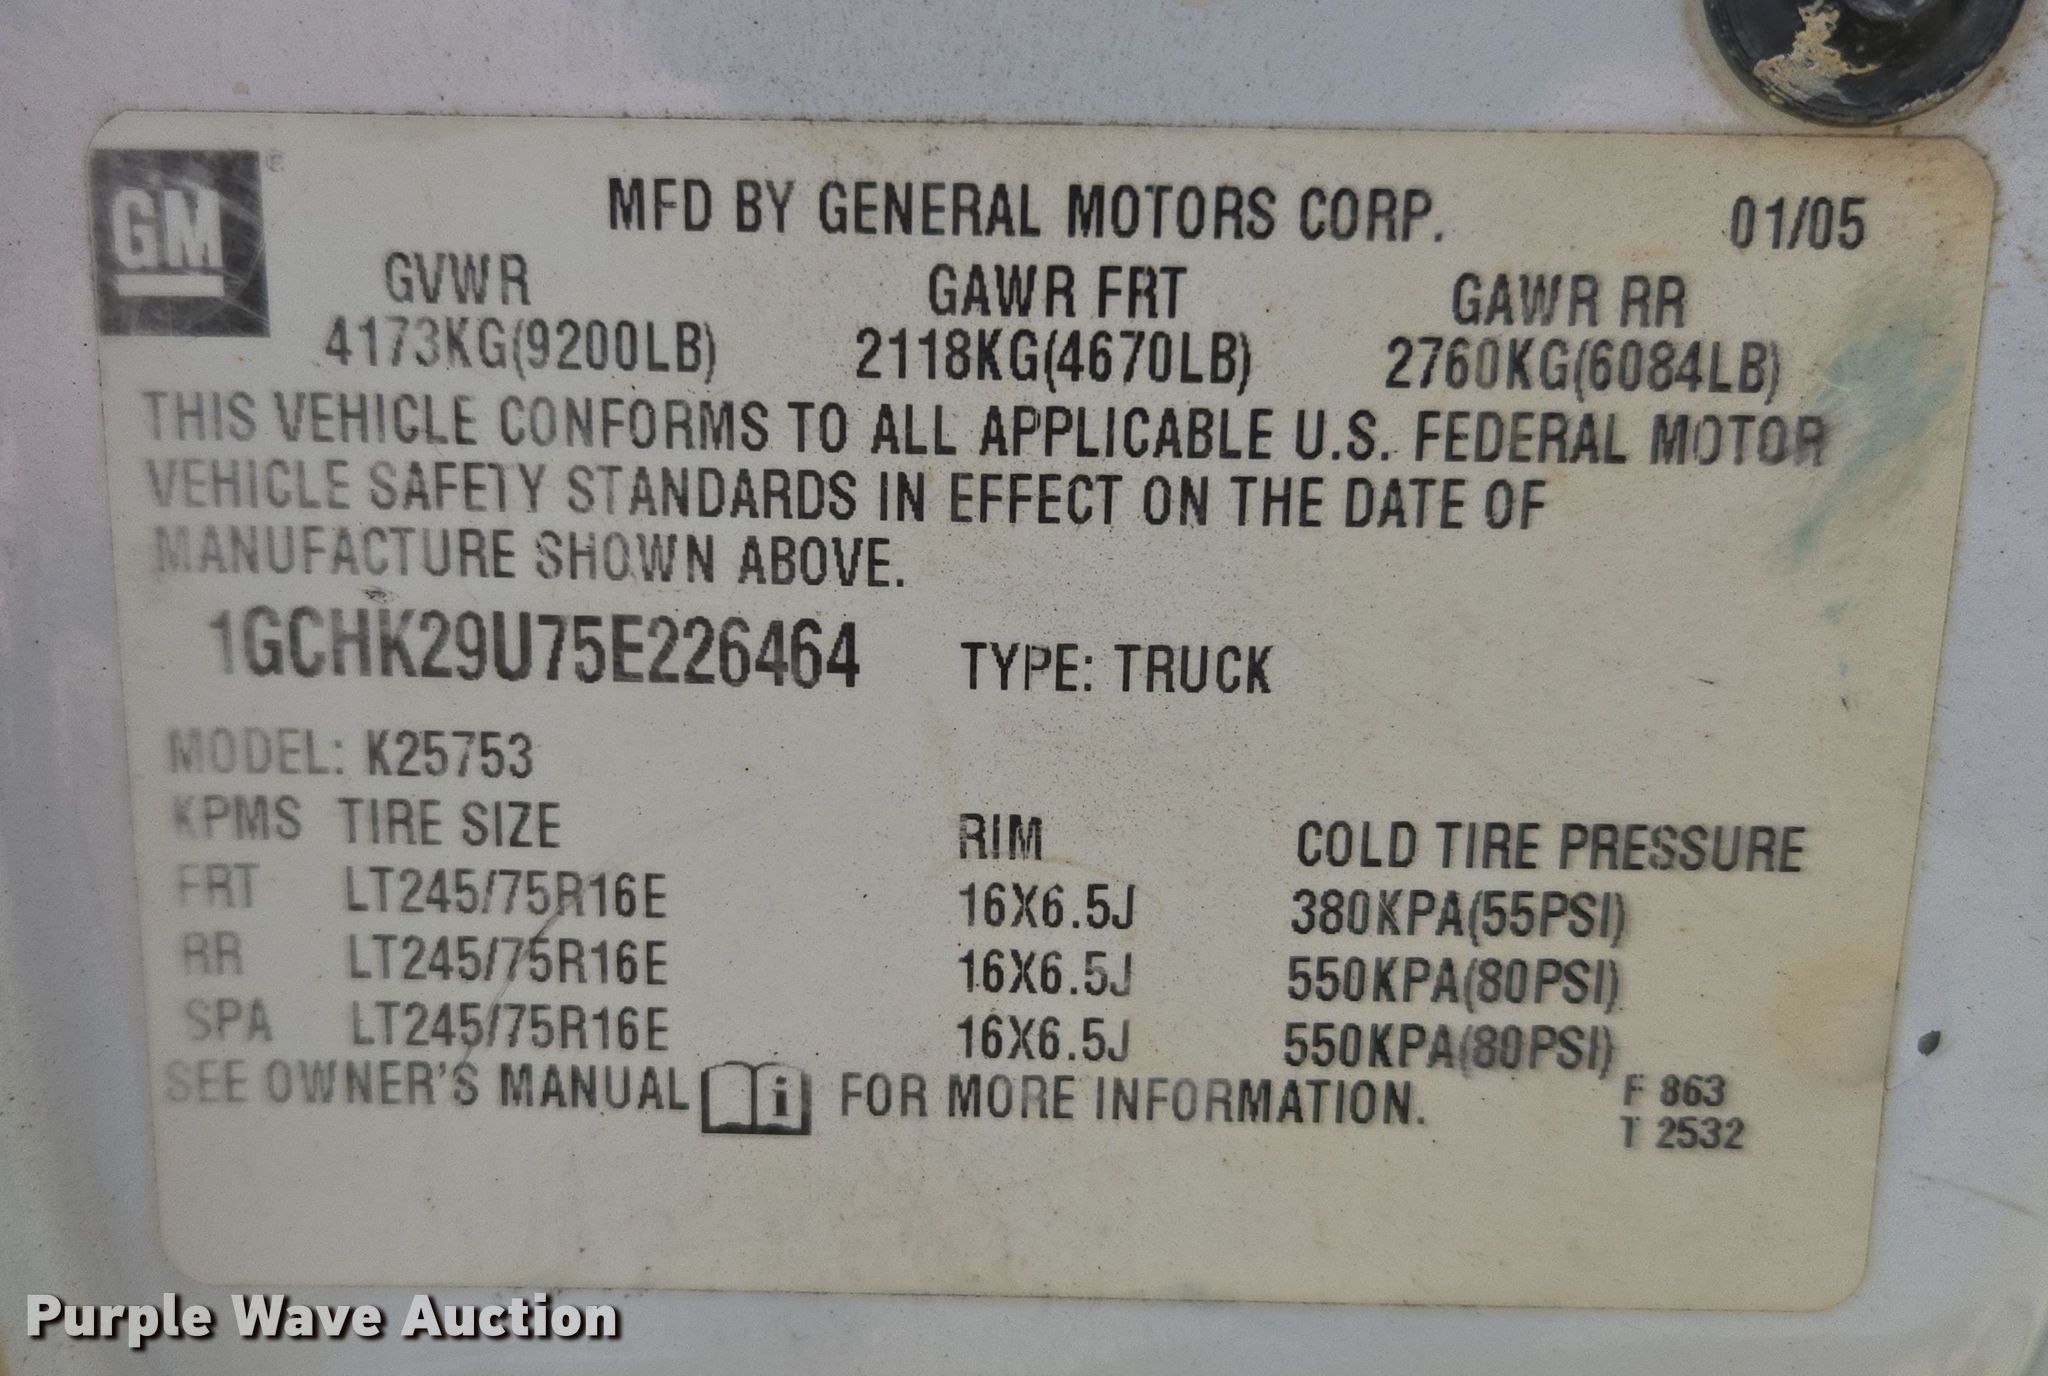 GM
MFD BY GENERAL MOTORS CORP. 01/05
GVWR GAWR FRT GAWR RR
4173KG(9200LB) 2118KG(4670LB) 2760KG(6084LB)
THIS VEHICLE CONFORMS TO ALL APPLICABLE U.S. FEDERAL MOTOR
VEHICLE SAFETY STANDARDS IN EFFECT ON THE DATE OF
MANUFACTURE SHOWN ABOVE.
1GCHK29U75E226464 TYPE: TRUCK
MODEL: K25753
KPMS TIRE SIZE RIM COLD TIRE PRESSURE
FRT LT245/75R16E 16X6.5J 380KPA(55PSI)
RR LT245/75R16E 16X6.5J 550KPA(80PSI)
SPA LT245/75R16E 16X6.5J 550KPA(80PSI)
SEE OWNER'S MANUAL i FOR MORE INFORMATION.
F 863
T 2532
Purple Wave Auction